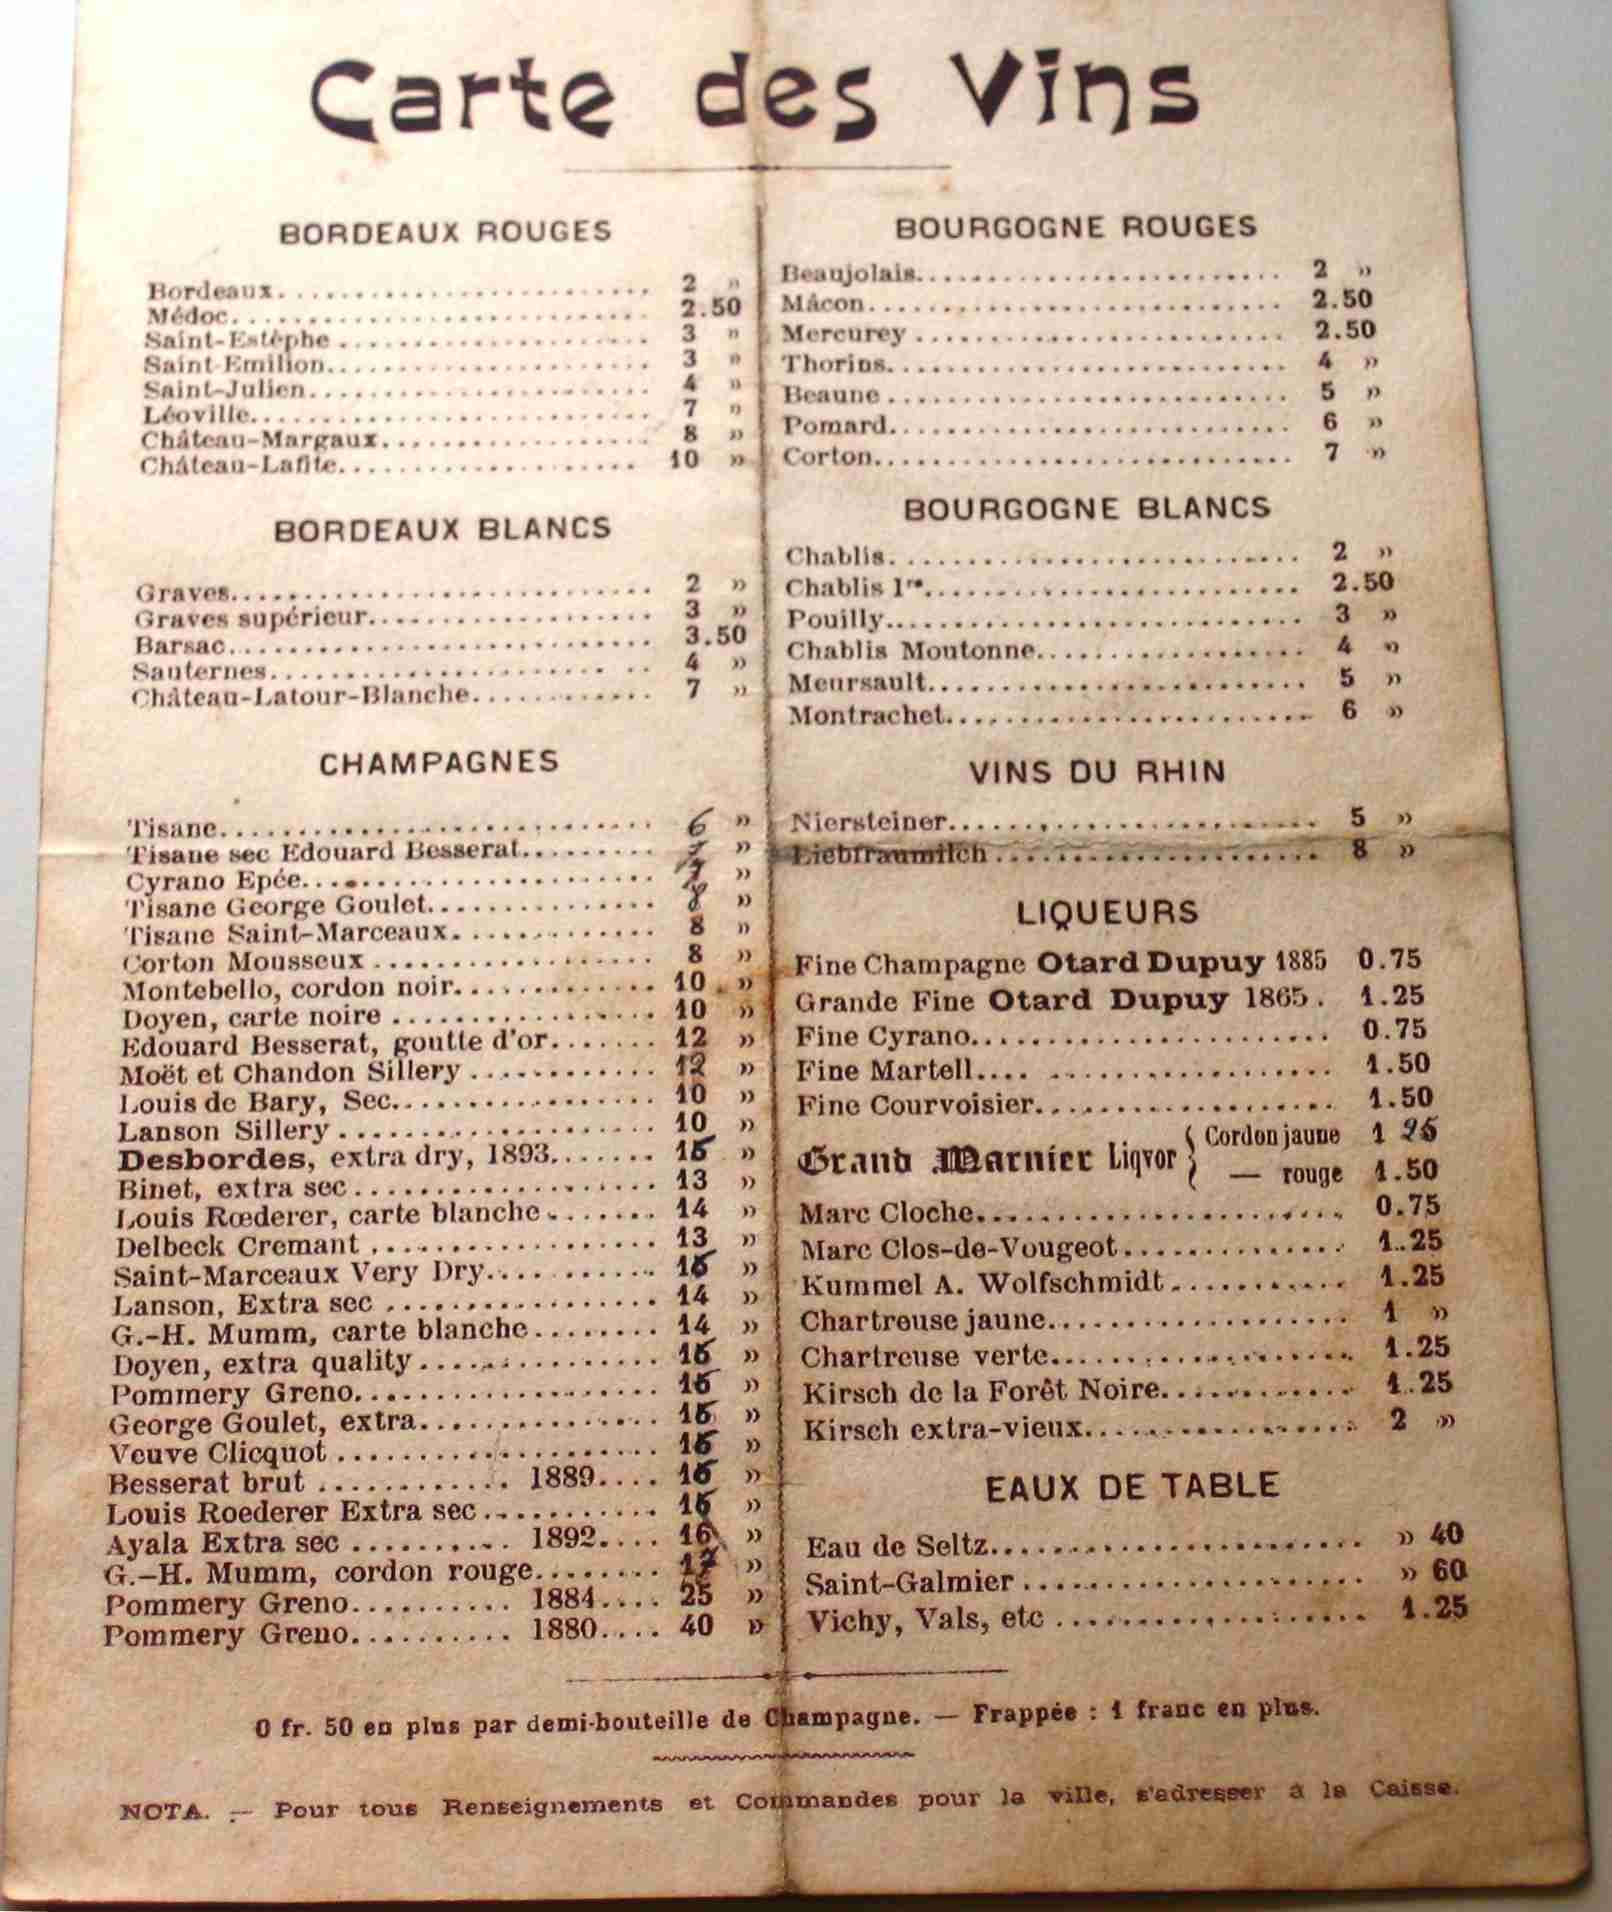 Carte des Vins
BORDEAUX ROUGES
Bordeaux.......... 2 »
Médoc.......... 2.50
Saint-Estèphe.......... 3 »
Saint-Emilion.......... 3 »
Saint-Julien.......... 4 »
Léoville.......... 7 »
Château-Margaux.......... 8 »
Château-Lafite.......... 10 »
BORDEAUX BLANCS
Graves.......... 2 »
Graves supérieur.......... 3 »
Barsac.......... 3.50
Sauternes.......... 4 »
Château-Latour-Blanche.......... 7 »
CHAMPAGNES
Tisane.......... 6 »
Tisane sec Edouard Besserat.......... »
Cyrano Epée.......... 7 »
Tisane George Goulet.......... 8 »
Tisane Saint-Marceaux.......... 8 »
Corton Mousseux.......... 8 »
Montebello, cordon noir.......... 10 »
Doyen, carte noire.......... 10 »
Edouard Besserat, goutte d'or.......... 12 »
Moët et Chandon Sillery.......... 12 »
Louis de Bary, Sec.......... 10 »
Lanson Sillery.......... 10 »
Desbordes, extra dry, 1893.......... 15 »
Binet, extra sec.......... 13 »
Louis Rœderer, carte blanche.......... 14 »
Delbeck Cremant.......... 13 »
Saint-Marceaux Very Dry.......... 15 »
Lanson, Extra sec.......... 14 »
G.-H. Mumm, carte blanche.......... 14 »
Doyen, extra quality.......... 15 »
Pommery Greno.......... 15 »
George Goulet, extra.......... 15 »
Veuve Clicquot.......... 15 »
Besserat brut.......... 1889.... 15 »
Louis Roederer Extra sec.......... 15 »
Ayala Extra sec.......... 1892.... 16 »
G.-H. Mumm, cordon rouge.......... 17 »
Pommery Greno.......... 1884.... 25 »
Pommery Greno.......... 1880.... 40 »
BOURGOGNE ROUGES
Beaujolais.......... 2 »
Mâcon.......... 2.50
Mercurey.......... 2.50
Thorins.......... 4 »
Beaune.......... 5 »
Pomard.......... 6 »
Corton.......... 7 »
BOURGOGNE BLANCS
Chablis.......... 2 »
Chablis 1re.......... 2.50
Pouilly.......... 3 »
Chablis Moutonne.......... 4 »
Meursault.......... 5 »
Montrachet.......... 6 »
VINS DU RHIN
Niersteiner.......... 5 »
Liebfraumilch.......... 8 »
LIQUEURS
Fine Champagne Otard Dupuy 1885 0.75
Grande Fine Otard Dupuy 1865. 1.25
Fine Cyrano.......... 0.75
Fine Martell.......... 1.50
Fine Courvoisier.......... 1.50
Grand Marnier Liqvor { Cordon jaune 1 25
— rouge 1.50
Marc Cloche.......... 0.75
Marc Clos-de-Vougeot.......... 1.25
Kummel A. Wolfschmidt.......... 1.25
Chartreuse jaune.......... 1 »
Chartreuse verte.......... 1.25
Kirsch de la Forêt Noire.......... 1.25
Kirsch extra-vieux.......... 2 »
EAUX DE TABLE
Eau de Seltz.......... » 40
Saint-Galmier.......... » 60
Vichy, Vals, etc.......... 1.25
0 fr. 50 en plus par demi-bouteille de Champagne. — Frappée : 1 franc en plus.
NOTA. — Pour tous Renseignements et Commandes pour la ville, s'adresser à la Caisse.